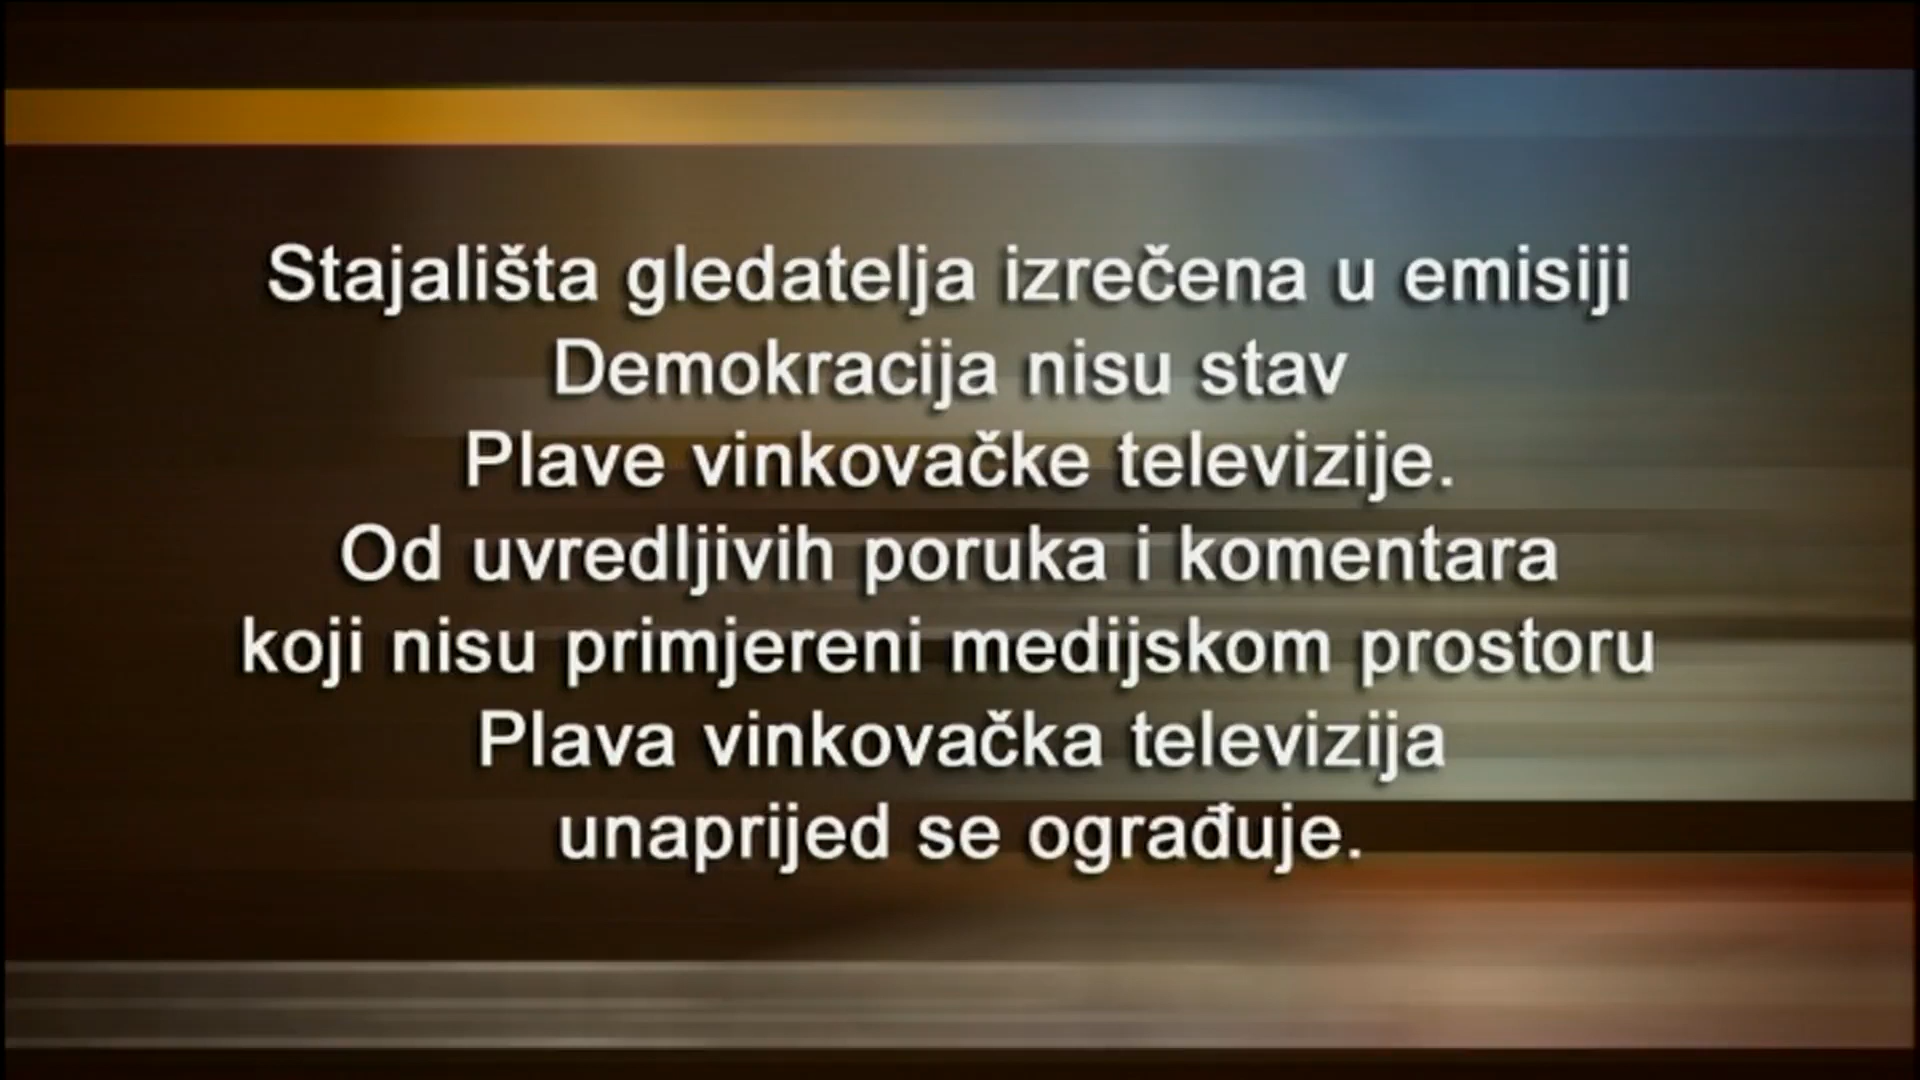 Stajališta gledatelja izrečena u emisiji
Demokracija nisu stav
Plave vinkovačke televizije.
Od uvredljivih poruka i komentara
koji nisu primjereni medijskom prostoru
Plava vinkovačka televizija
unaprijed se ograđuje.